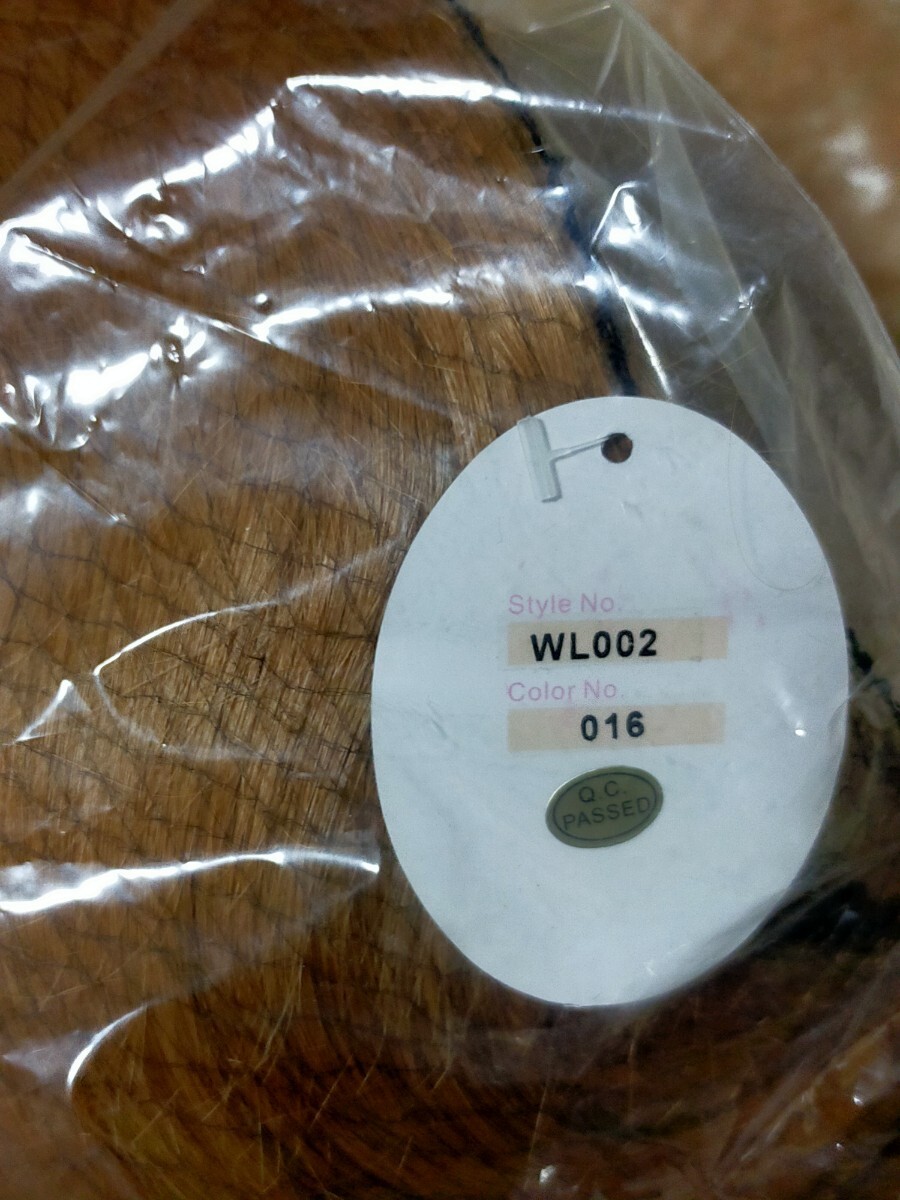 Style No.
WL002
Color No.
016
Q C.
PASSED